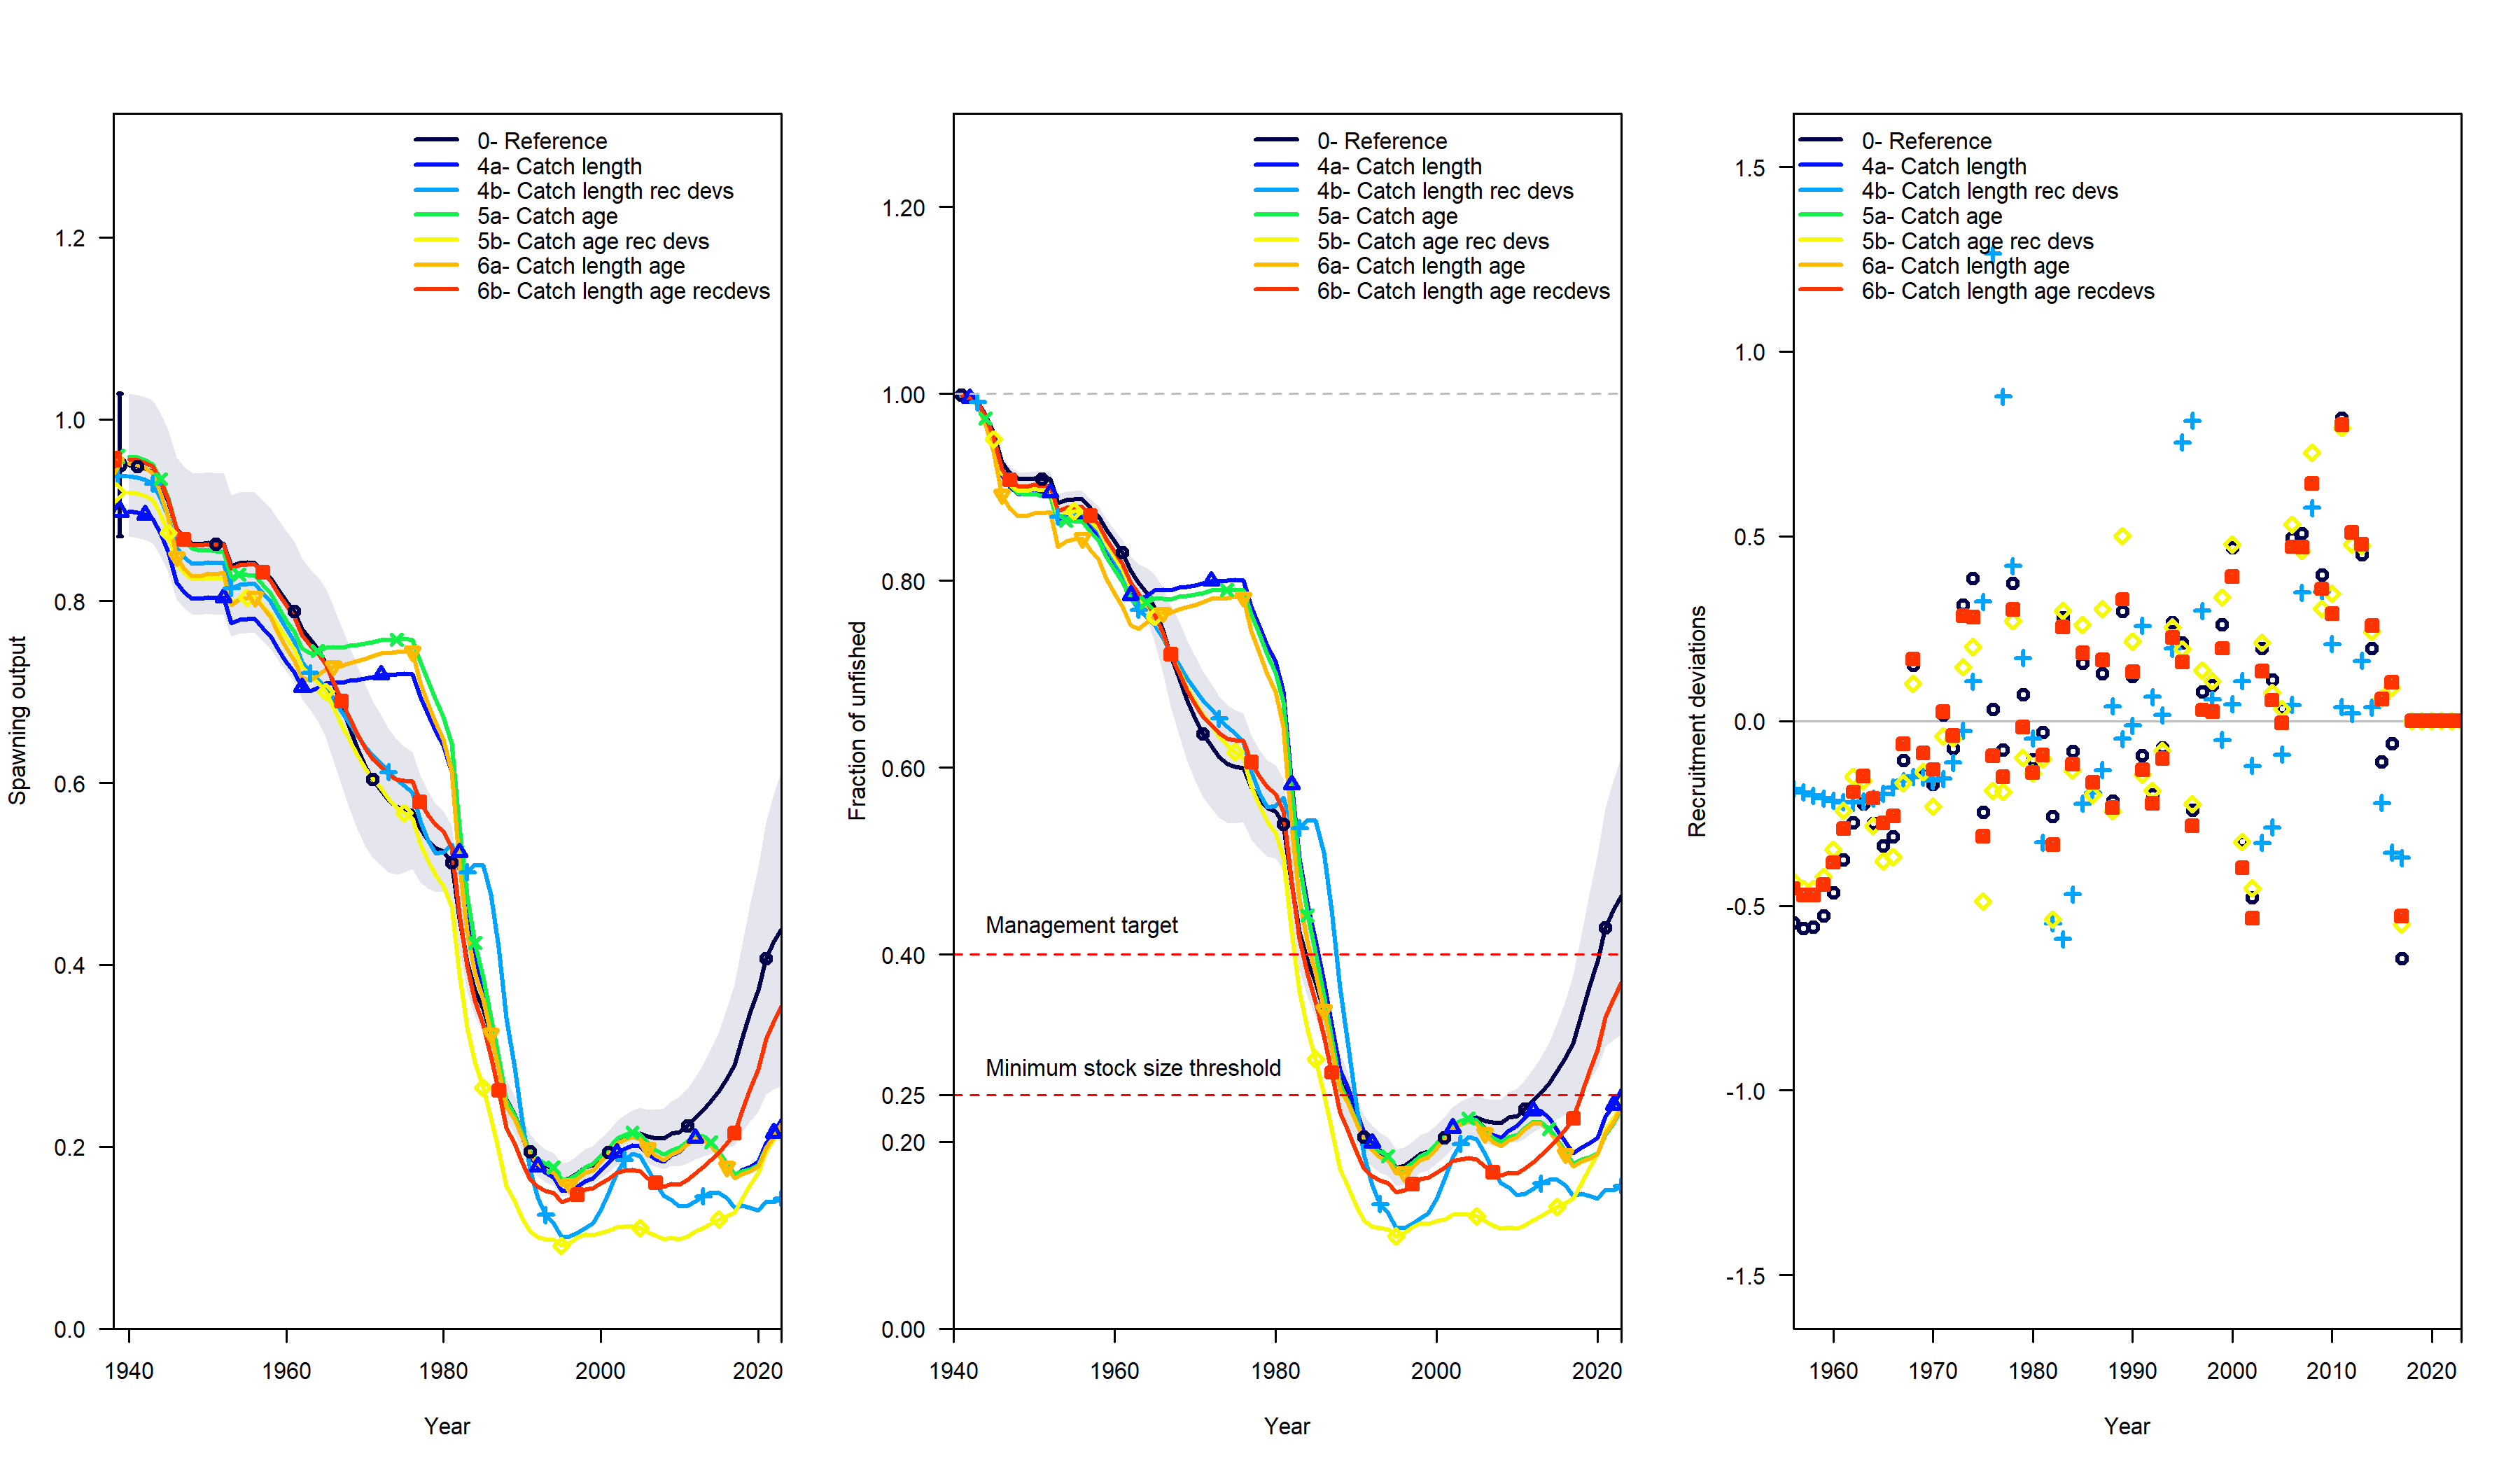 Spawning output
1.2
1.0
0.8
0.6
0.4
0.2
0.0
0- Reference
4a- Catch length
4b- Catch length rec devs
5a- Catch age
5b- Catch age rec devs
6a- Catch length age
6b- Catch length age recdevs
1940 1960 1980 2000 2020
Year
Fraction of unfished
1.20
1.00
0.80
0.60
0.40
0.25
0.20
0.00
0- Reference
4a- Catch length
4b- Catch length rec devs
5a- Catch age
5b- Catch age rec devs
6a- Catch length age
6b- Catch length age recdevs
Management target
Minimum stock size threshold
1940 1960 1980 2000 2020
Year
Recruitment deviations
1.5
1.0
0.5
0.0
-0.5
-1.0
-1.5
0- Reference
4a- Catch length
4b- Catch length rec devs
5a- Catch age
5b- Catch age rec devs
6a- Catch length age
6b- Catch length age recdevs
1960 1970 1980 1990 2000 2010 2020
Year